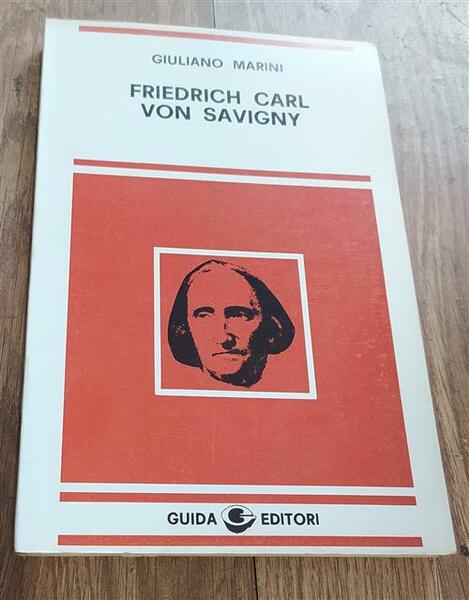 GIULIANO MARINI
FRIEDRICH CARL
VON SAVIGNY
GUIDA EDITORI